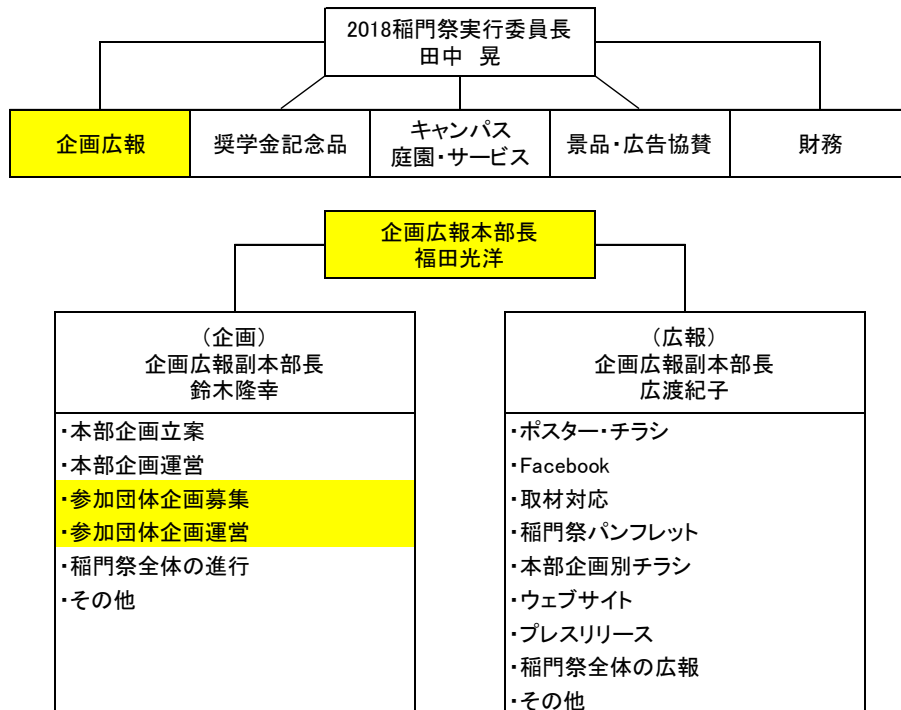 2018稲門祭実行委員長
田中　晃
企画広報
奨学金記念品
キャンパス
庭園・サービス
景品・広告協賛
財務
企画広報本部長
福田光洋
（企画）
企画広報副本部長
鈴木隆幸
・本部企画立案
・本部企画運営
・参加団体企画募集
・参加団体企画運営
・稲門祭全体の進行
・その他
（広報）
企画広報副本部長
広渡紀子
・ポスター・チラシ
・Facebook
・取材対応
・稲門祭パンフレット
・本部企画別チラシ
・ウェブサイト
・プレスリリース
・稲門祭全体の広報
・その他